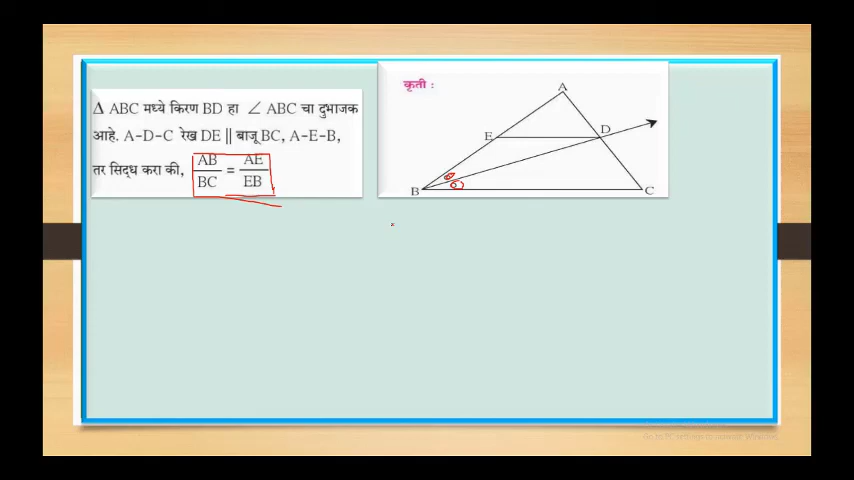 Δ ABC मध्ये किरण BD हा ∠ ABC चा दुभाजक
आहे. A-D-C रेख DE || बाजू BC, A-E-B,
तर सिद्ध करा की, AB/BC = AE/EB
कृती :
A
E
D
B
C